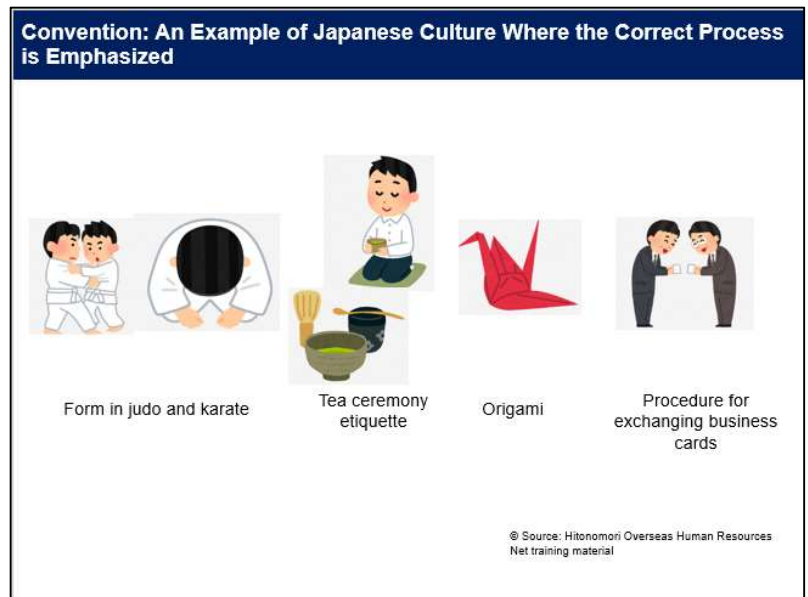 Convention: An Example of Japanese Culture Where the Correct Process
is Emphasized
Form in judo and karate
Tea ceremony
etiquette
Origami
Procedure for
exchanging business
cards
© Source: Hitonomori Overseas Human Resources
Net training material